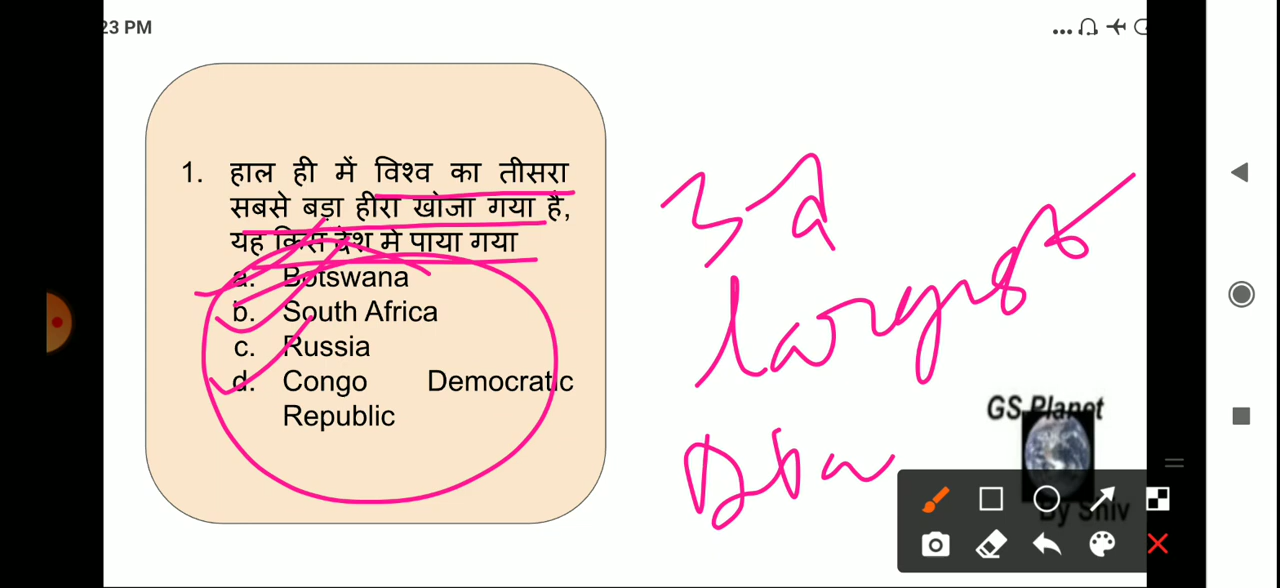 23 PM
1. हाल ही में विश्व का तीसरा
सबसे बड़ा हीरा खोजा गया है,
यह किस देश मे पाया गया
a. Botswana
b. South Africa
c. Russia
d. Congo Democratic
Republic
3rd
largest
GS Planet
By Shiv